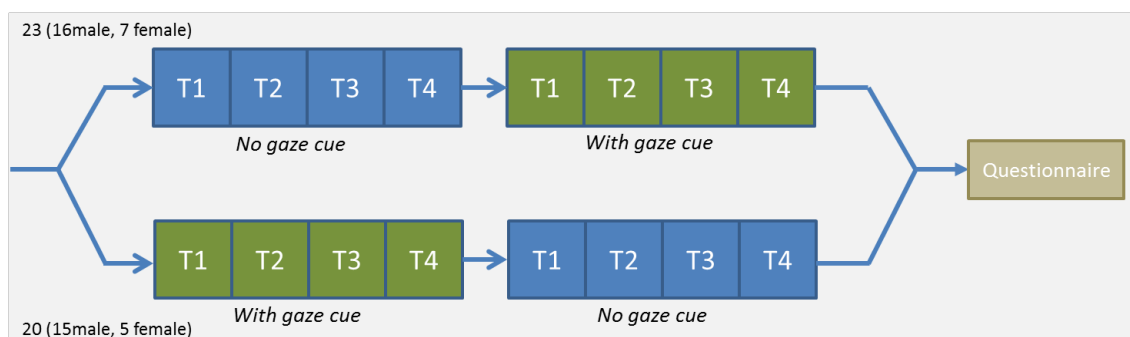 23 (16male, 7 female)
T1 T2 T3 T4 T1 T2 T3 T4
No gaze cue With gaze cue
Questionnaire
T1 T2 T3 T4 T1 T2 T3 T4
With gaze cue No gaze cue
20 (15male, 5 female)